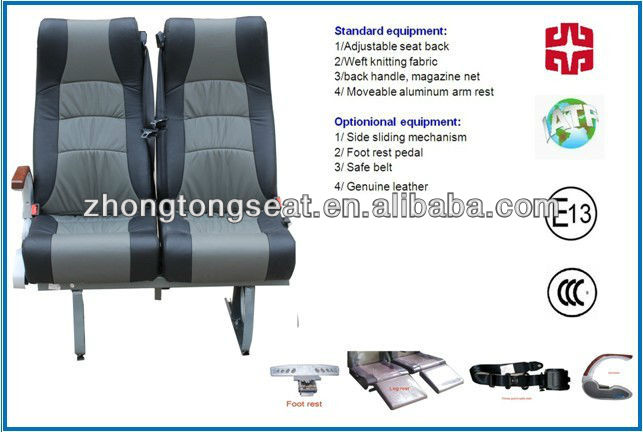 Standard equipment:
1/Adjustable seat back
2/Weft knitting fabric
3/back handle, magazine net
4/ Moveable aluminum arm rest
Optionional equipment:
1/ Side sliding mechanism
2/ Foot rest pedal
3/ Safe belt
4/ Genuine leather
zhongtongseat.en.alibaba.com
IATF
E13
CCC
Foot rest
Leg rest